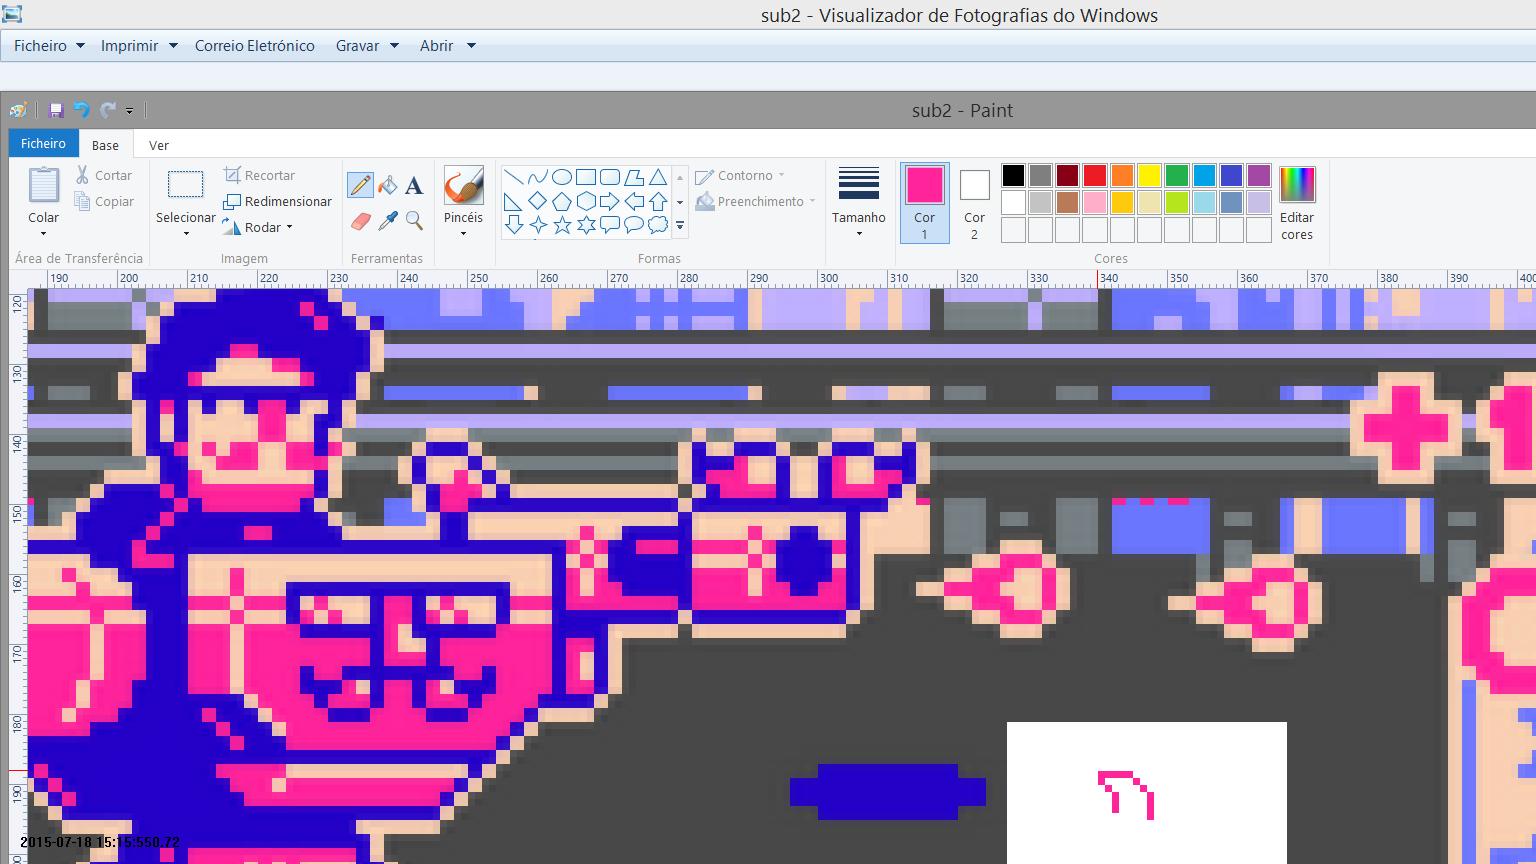 sub2 - Visualizador de Fotografias do Windows
Ficheiro Imprimir Correio Eletrónico Gravar Abrir
sub2 - Paint
Ficheiro Base Ver
Colar
Cortar
Copiar
Área de Transferência
Selecionar
Recortar
Redimensionar
Rodar
Imagem
A
Ferramentas
Pincéis
Contorno
Preenchimento
Formas
Tamanho
Cor
1
Cor
2
Editar
cores
Cores
190 200 210 220 230 240 250 260 270 280 290 300 310 320 330 340 350 360 370 380 390 400
120
130
140
150
160
170
180
190
2015-07-18 15:15:550.72